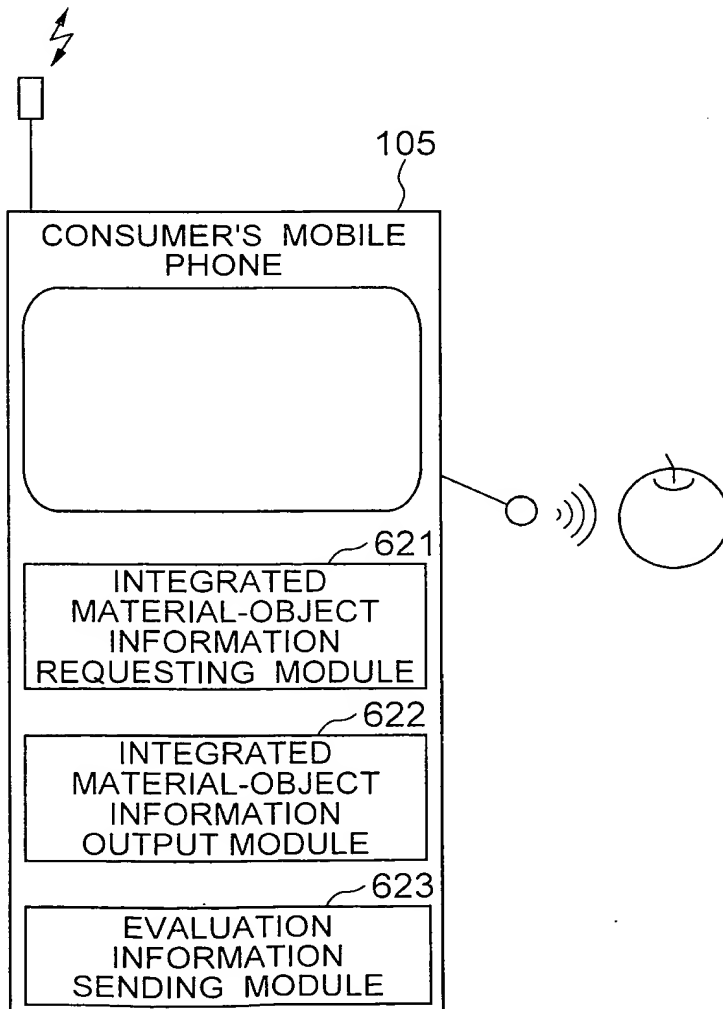 105
CONSUMER'S MOBILE
PHONE
621
INTEGRATED
MATERIAL-OBJECT
INFORMATION
REQUESTING MODULE
622
INTEGRATED
MATERIAL-OBJECT
INFORMATION
OUTPUT MODULE
623
EVALUATION
INFORMATION
SENDING MODULE